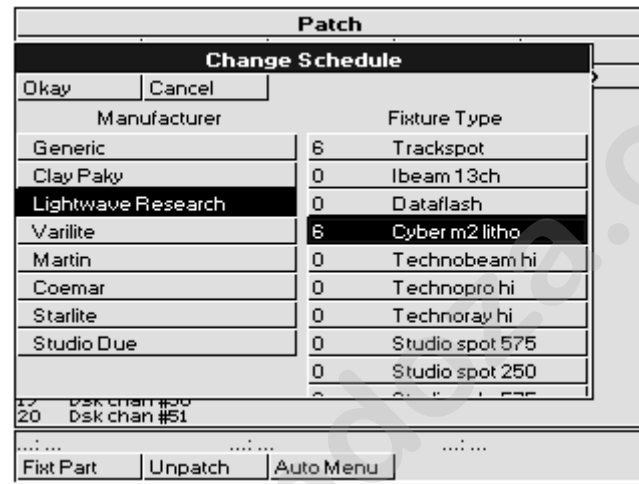 Patch
Change Schedule
Okay Cancel
Manufacturer Fixture Type
Generic 6 Trackspot
Clay Paky 0 Ibeam 13ch
Lightwave Research 0 Dataflash
Varilite 6 Cyber m2 litho
Martin 0 Technobeam hi
Coemar 0 Technopro hi
Starlite 0 Technoray hi
Studio Due 0 Studio spot 575
0 Studio spot 250
20 Dsk chan #51
...: ... ...: ... ...: ...
Fixt Part Unpatch Auto Menu